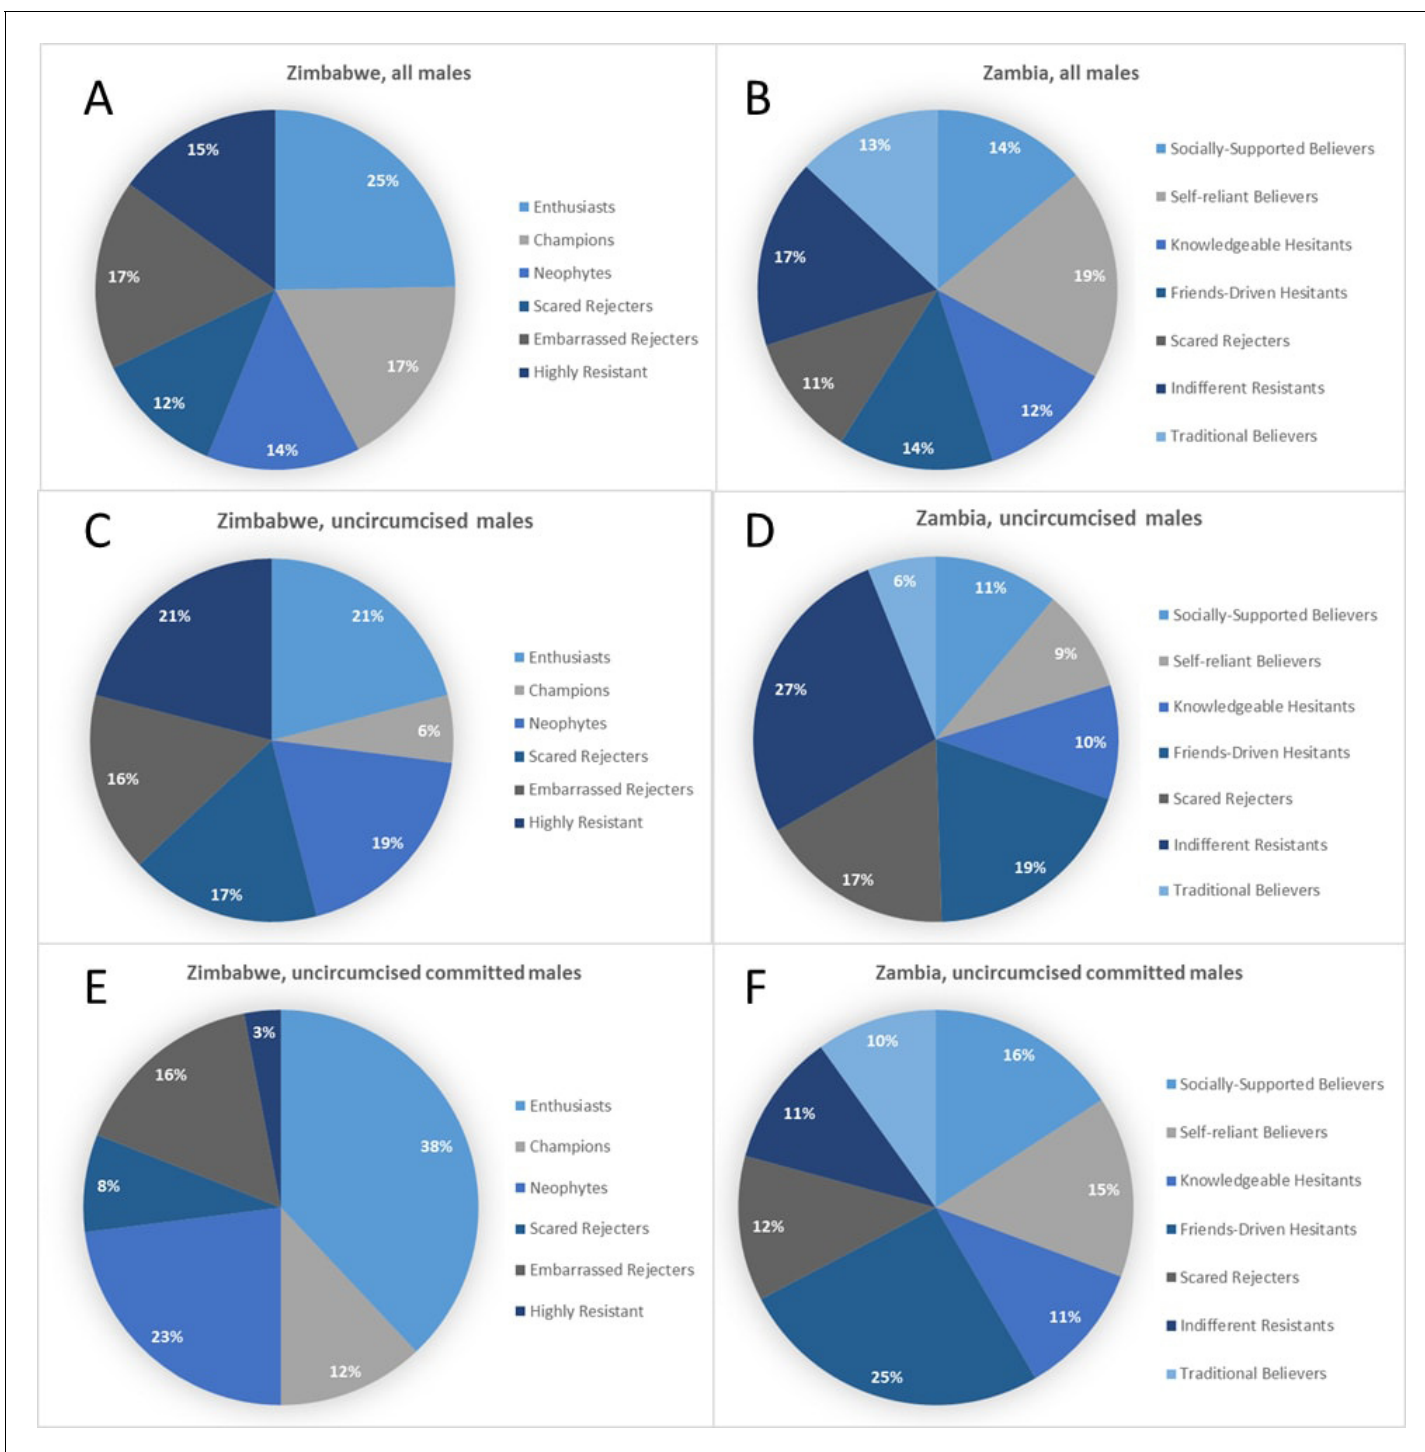 A
Zimbabwe, all males
15%
25%
17%
17%
12%
14%
Enthusiasts
Champions
Neophytes
Scared Rejecters
Embarrassed Rejecters
Highly Resistant
B
Zambia, all males
13%
14%
17%
19%
11%
12%
14%
Socially-Supported Believers
Self-reliant Believers
Knowledgeable Hesitants
Friends-Driven Hesitants
Scared Rejecters
Indifferent Resistants
Traditional Believers
C
Zimbabwe, uncircumcised males
21%
21%
6%
16%
19%
17%
Enthusiasts
Champions
Neophytes
Scared Rejecters
Embarrassed Rejecters
Highly Resistant
D
Zambia, uncircumcised males
6%
11%
9%
27%
10%
19%
17%
Socially-Supported Believers
Self-reliant Believers
Knowledgeable Hesitants
Friends-Driven Hesitants
Scared Rejecters
Indifferent Resistants
Traditional Believers
E
Zimbabwe, uncircumcised committed males
3%
16%
38%
8%
23%
12%
Enthusiasts
Champions
Neophytes
Scared Rejecters
Embarrassed Rejecters
Highly Resistant
F
Zambia, uncircumcised committed males
10%
16%
11%
15%
12%
11%
25%
Socially-Supported Believers
Self-reliant Believers
Knowledgeable Hesitants
Friends-Driven Hesitants
Scared Rejecters
Indifferent Resistants
Traditional Believers